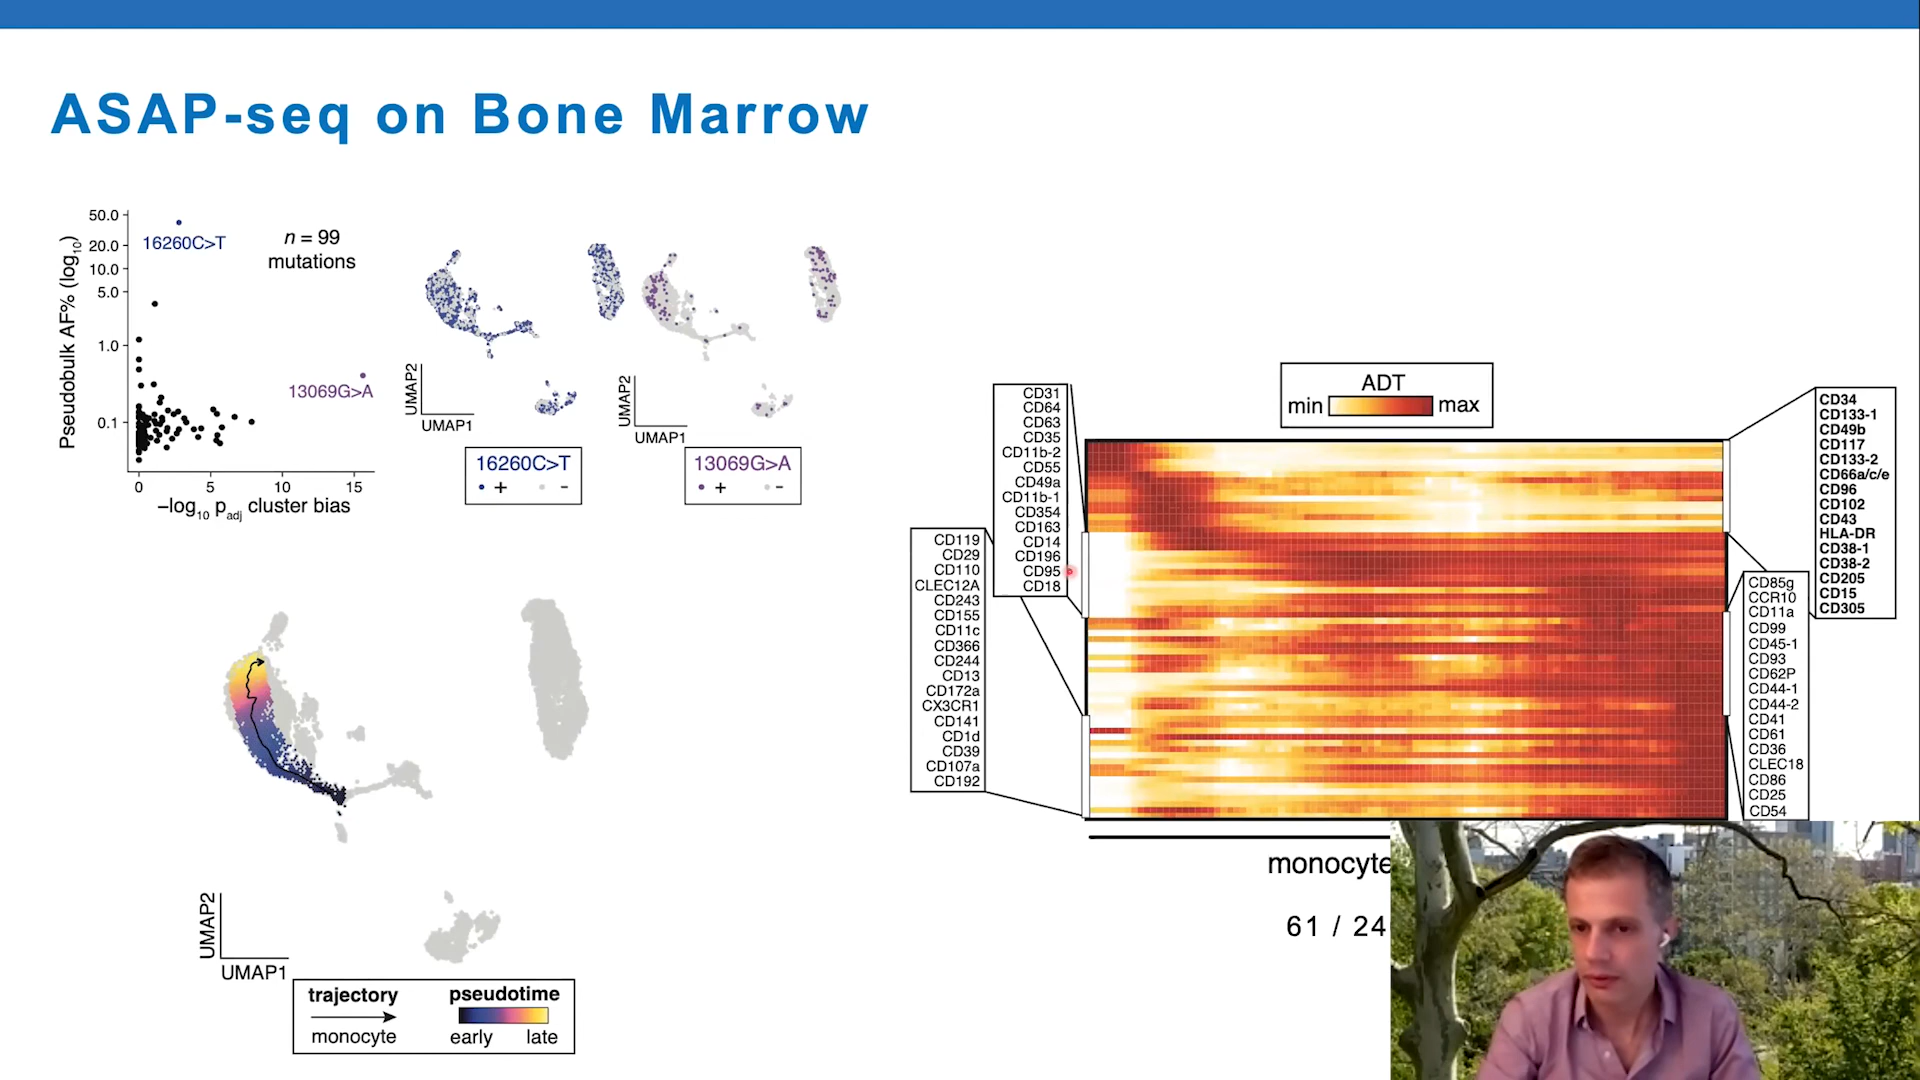 ASAP-seq on Bone Marrow
Pseudobulk AF% (log10)
50.0
20.0
10.0
5.0
1.0
0.1
16260C>T
n = 99
mutations
13069G>A
0 5 10 15
–log10 padj cluster bias
UMAP2
UMAP1
16260C>T
+ -
UMAP2
UMAP1
13069G>A
+ -
UMAP2
UMAP1
trajectory
monocyte
pseudotime
early late
CD119
CD29
CD110
CLEC12A
CD243
CD155
CD11c
CD366
CD244
CD13
CD172a
CX3CR1
CD141
CD1d
CD39
CD107a
CD192
CD31
CD64
CD63
CD35
CD11b-2
CD55
CD49a
CD11b-1
CD354
CD163
CD14
CD196
CD95
CD18
ADT
min max
CD34
CD133-1
CD49b
CD117
CD133-2
CD66a/c/e
CD96
CD102
CD43
HLA-DR
CD38-1
CD38-2
CD205
CD15
CD305
CD85g
CCR10
CD11a
CD99
CD45-1
CD93
CD62P
CD44-1
CD44-2
CD41
CD61
CD36
CLEC18
CD86
CD25
CD54
monocyte
61 / 24